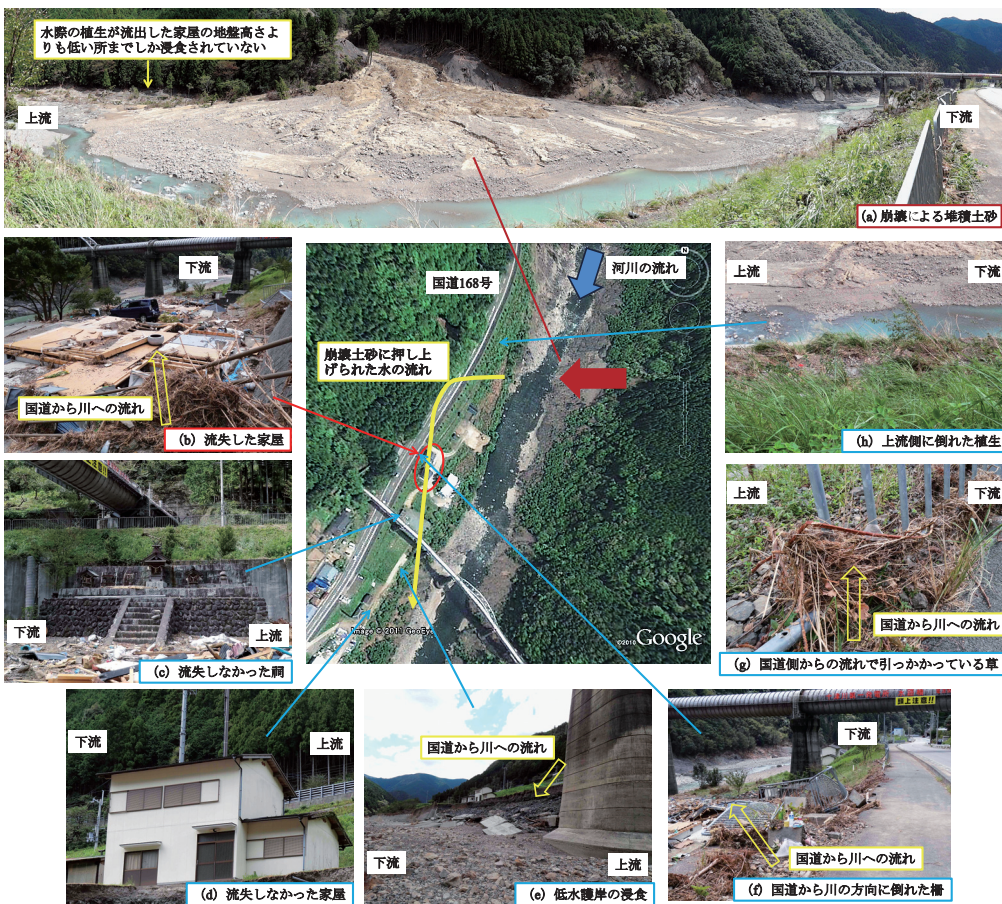 水際の植生が流出した家屋の地盤高さよ
りも低い所までしか浸食されていない
上流
下流
(a)崩壊による堆積土砂
下流
国道から川への流れ
(b) 流失した家屋
国道168号
河川の流れ
N
崩壊土砂に押し上
げられた水の流れ
Image © 2011 GeoEye
©2010 Google
上流
下流
(h) 上流側に倒れた植生
下流
上流
(c) 流失しなかった祠
上流
下流
国道から川への流れ
(g) 国道側からの流れで引っかかっている草
下流
上流
(d) 流失しなかった家屋
国道から川への流れ
下流
上流
(e) 低水護岸の浸食
頭上注意!!
下流
国道から川への流れ
(f) 国道から川の方向に倒れた柵